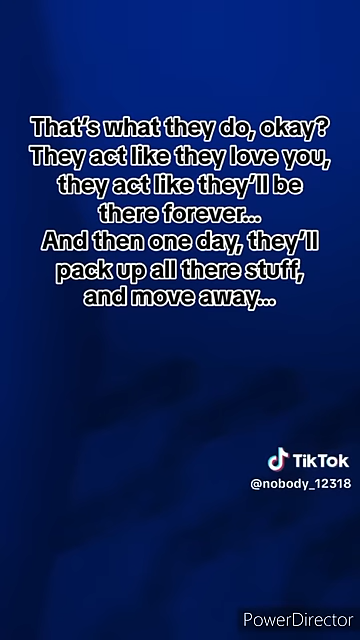 That's what they do, okay?
They act like they love you,
they act like they'll be
there forever...
And then one day, they'll
pack up all there stuff,
and move away...
TikTok
@nobody_12318
PowerDirector